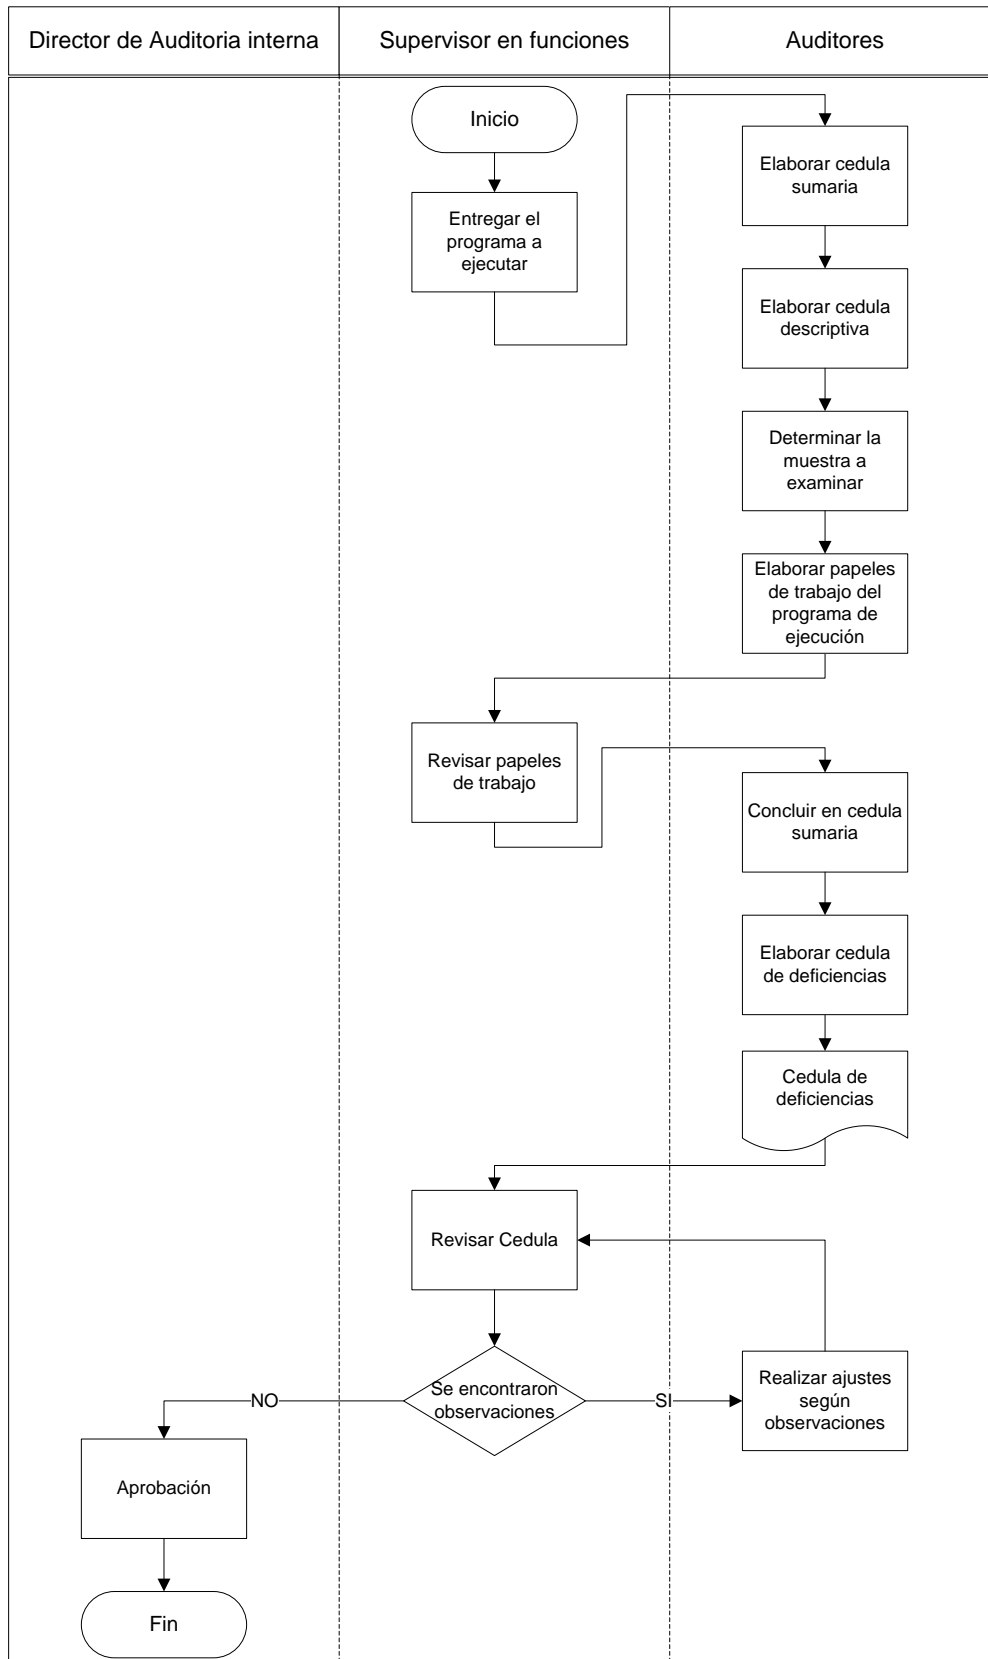 Director de Auditoria interna
Supervisor en funciones
Auditores
Inicio
Entregar el
programa a
ejecutar
Elaborar cedula
sumaria
Elaborar cedula
descriptiva
Determinar la
muestra a
examinar
Elaborar papeles
de trabajo del
programa de
ejecución
Revisar papeles
de trabajo
Concluir en cedula
sumaria
Elaborar cedula
de deficiencias
Cedula de
deficiencias
Revisar Cedula
Se encontraron
observaciones
NO
SI
Realizar ajustes
según
observaciones
Aprobación
Fin